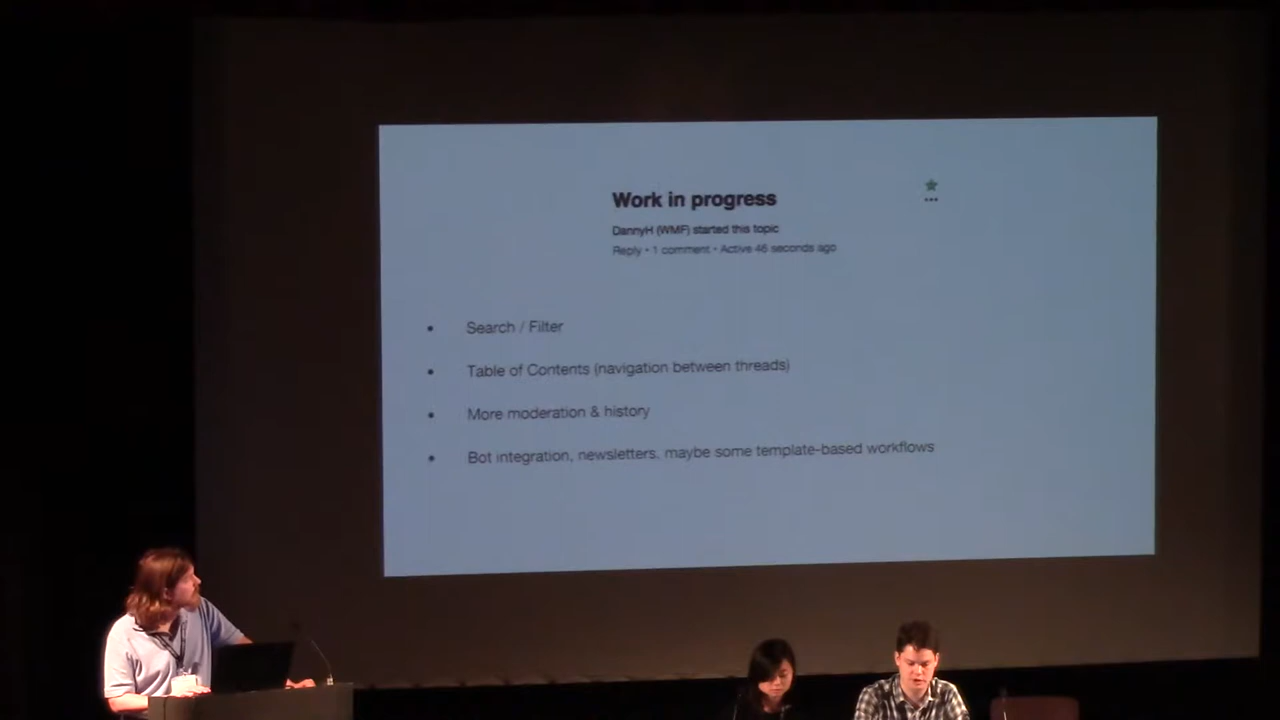 Work in progress
DannyH (WMF) started this topic
Reply • 1 comment • Active 46 seconds ago
• Search / Filter
• Table of Contents (navigation between threads)
• More moderation & history
• Bot integration, newsletters, maybe some template-based workflows